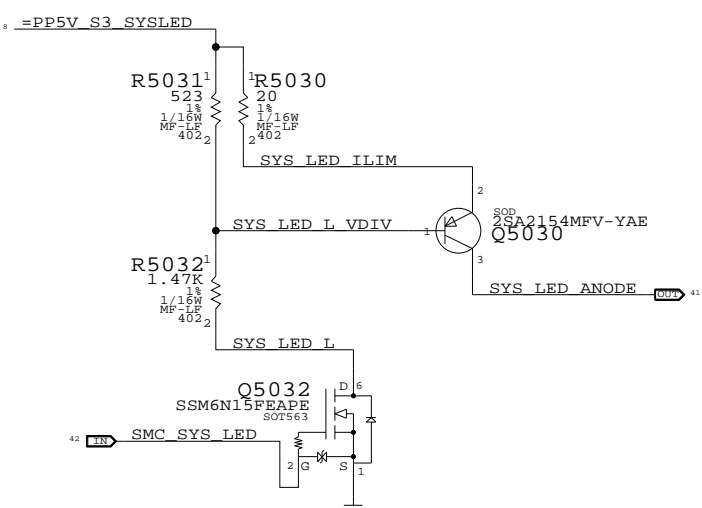 8 =PP5V_S3_SYSLED
R5031 1
523
1%
1/16W
MF-LF
402 2
1 R5030
20
1%
1/16W
MF-LF
2 402
SYS_LED_ILIM
2
SOD
2SA2154MFV-YAE
Q5030
SYS_LED_L_VDIV 1
3
R5032 1
1.47K
1%
1/16W
MF-LF
402 2
SYS_LED_ANODE OUT 41
SYS_LED_L
Q5032
SSM6N15FEAPE
SOT563
D 6
42 IN SMC_SYS_LED
2 G S 1